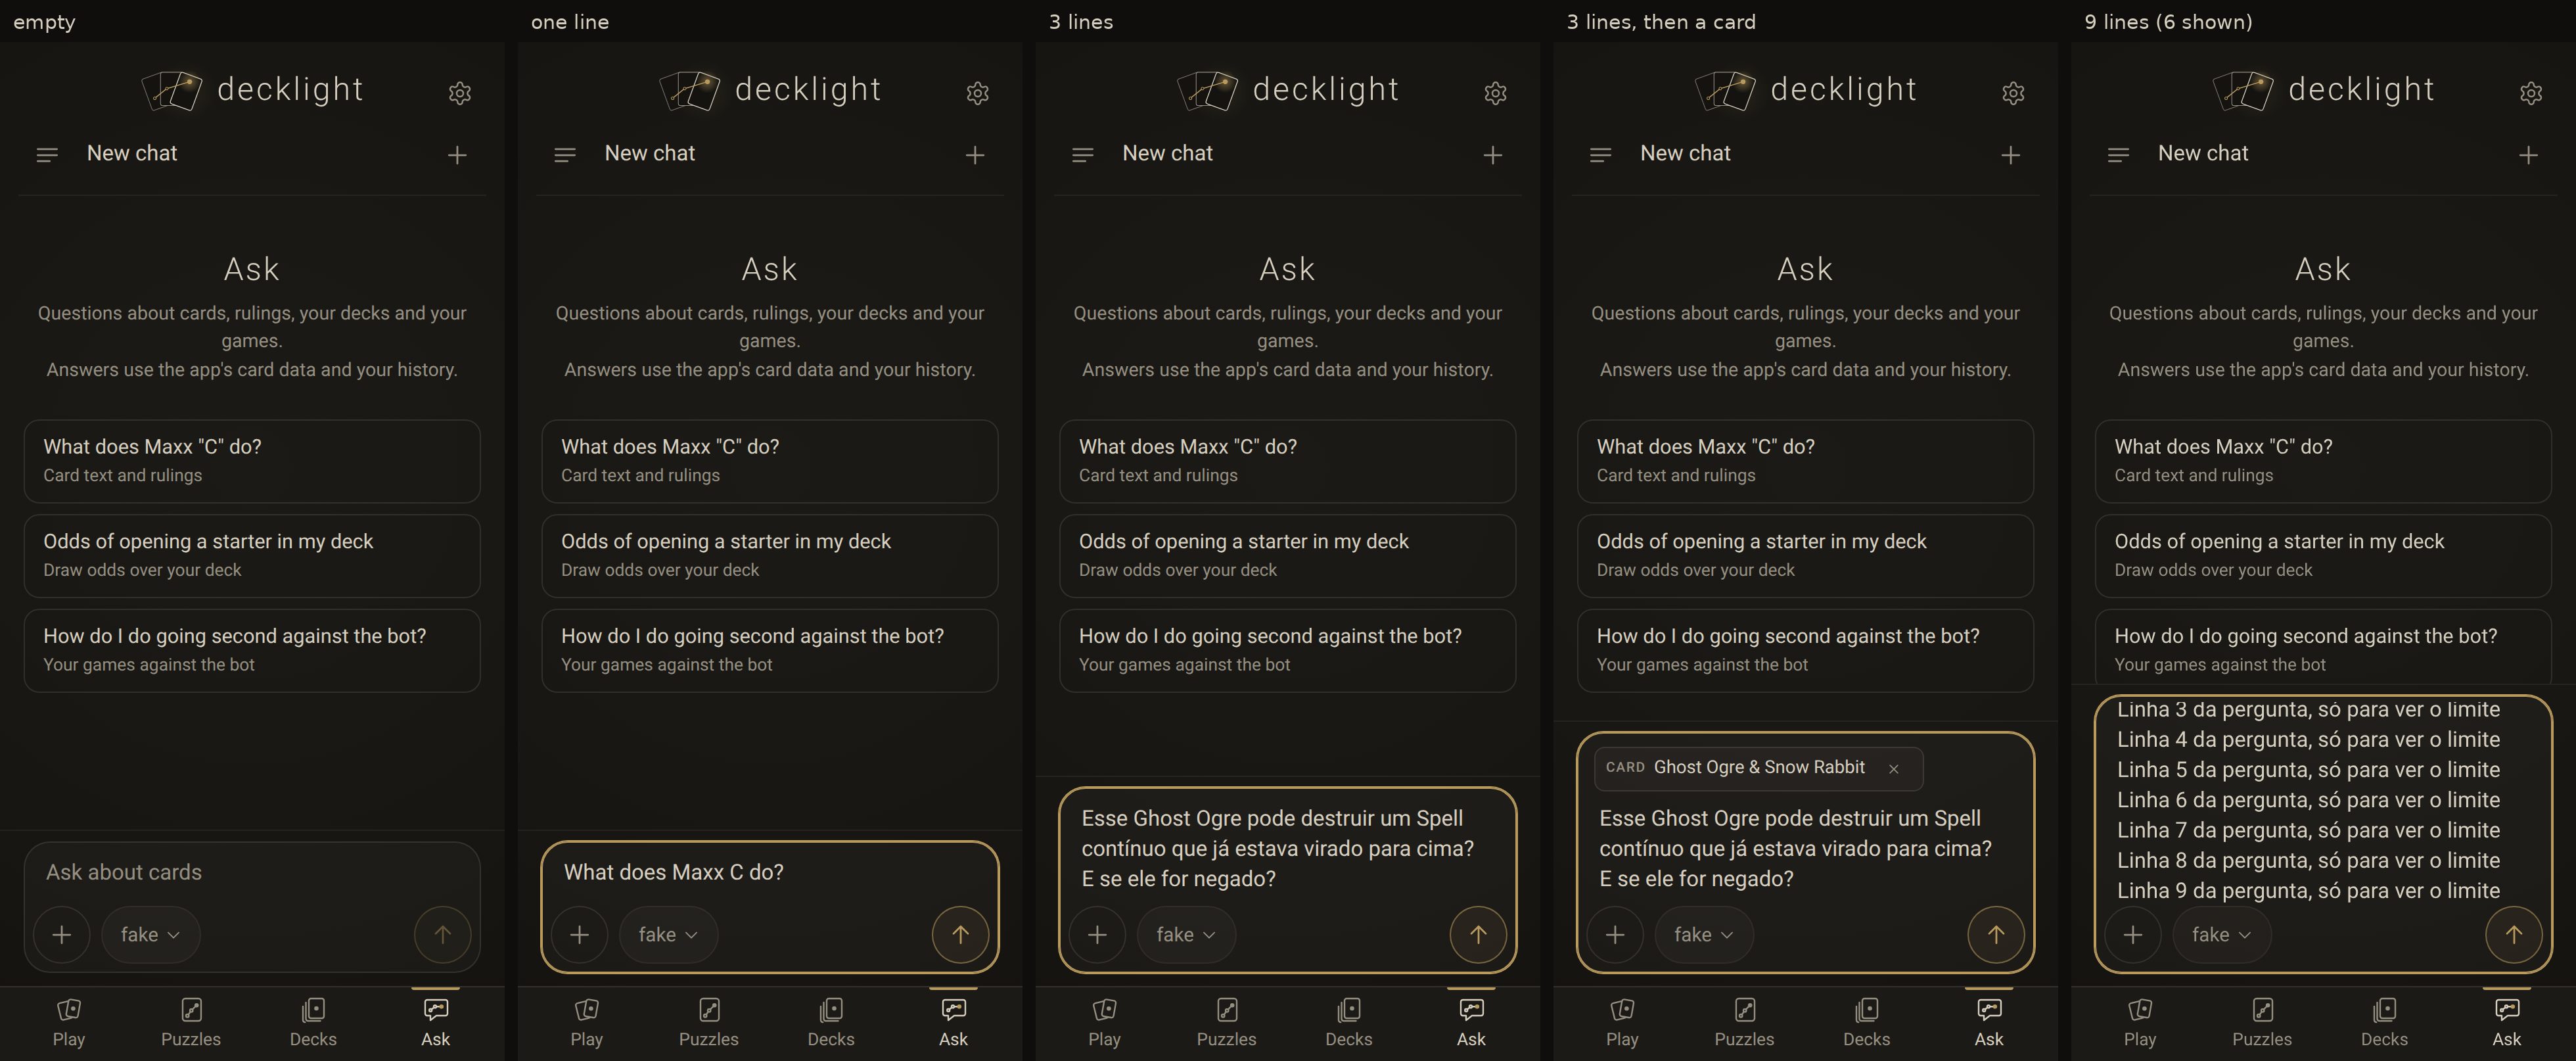 empty
decklight
New chat
Ask
Questions about cards, rulings, your decks and your
games.
Answers use the app's card data and your history.
What does Maxx "C" do?
Card text and rulings
Odds of opening a starter in my deck
Draw odds over your deck
How do I do going second against the bot?
Your games against the bot
Ask about cards
fake
Play
Puzzles
Decks
Ask
one line
decklight
New chat
Ask
Questions about cards, rulings, your decks and your
games.
Answers use the app's card data and your history.
What does Maxx "C" do?
Card text and rulings
Odds of opening a starter in my deck
Draw odds over your deck
How do I do going second against the bot?
Your games against the bot
What does Maxx C do?
fake
Play
Puzzles
Decks
Ask
3 lines
decklight
New chat
Ask
Questions about cards, rulings, your decks and your
games.
Answers use the app's card data and your history.
What does Maxx "C" do?
Card text and rulings
Odds of opening a starter in my deck
Draw odds over your deck
How do I do going second against the bot?
Your games against the bot
Esse Ghost Ogre pode destruir um Spell
contínuo que já estava virado para cima?
E se ele for negado?
fake
Play
Puzzles
Decks
Ask
3 lines, then a card
decklight
New chat
Ask
Questions about cards, rulings, your decks and your
games.
Answers use the app's card data and your history.
What does Maxx "C" do?
Card text and rulings
Odds of opening a starter in my deck
Draw odds over your deck
How do I do going second against the bot?
Your games against the bot
CARD Ghost Ogre & Snow Rabbit
Esse Ghost Ogre pode destruir um Spell
contínuo que já estava virado para cima?
E se ele for negado?
fake
Play
Puzzles
Decks
Ask
9 lines (6 shown)
decklight
New chat
Ask
Questions about cards, rulings, your decks and your
games.
Answers use the app's card data and your history.
What does Maxx "C" do?
Card text and rulings
Odds of opening a starter in my deck
Draw odds over your deck
How do I do going second against the bot?
Your games against the bot
Linha 3 da pergunta, só para ver o limite
Linha 4 da pergunta, só para ver o limite
Linha 5 da pergunta, só para ver o limite
Linha 6 da pergunta, só para ver o limite
Linha 7 da pergunta, só para ver o limite
Linha 8 da pergunta, só para ver o limite
Linha 9 da pergunta, só para ver o limite
fake
Play
Puzzles
Decks
Ask